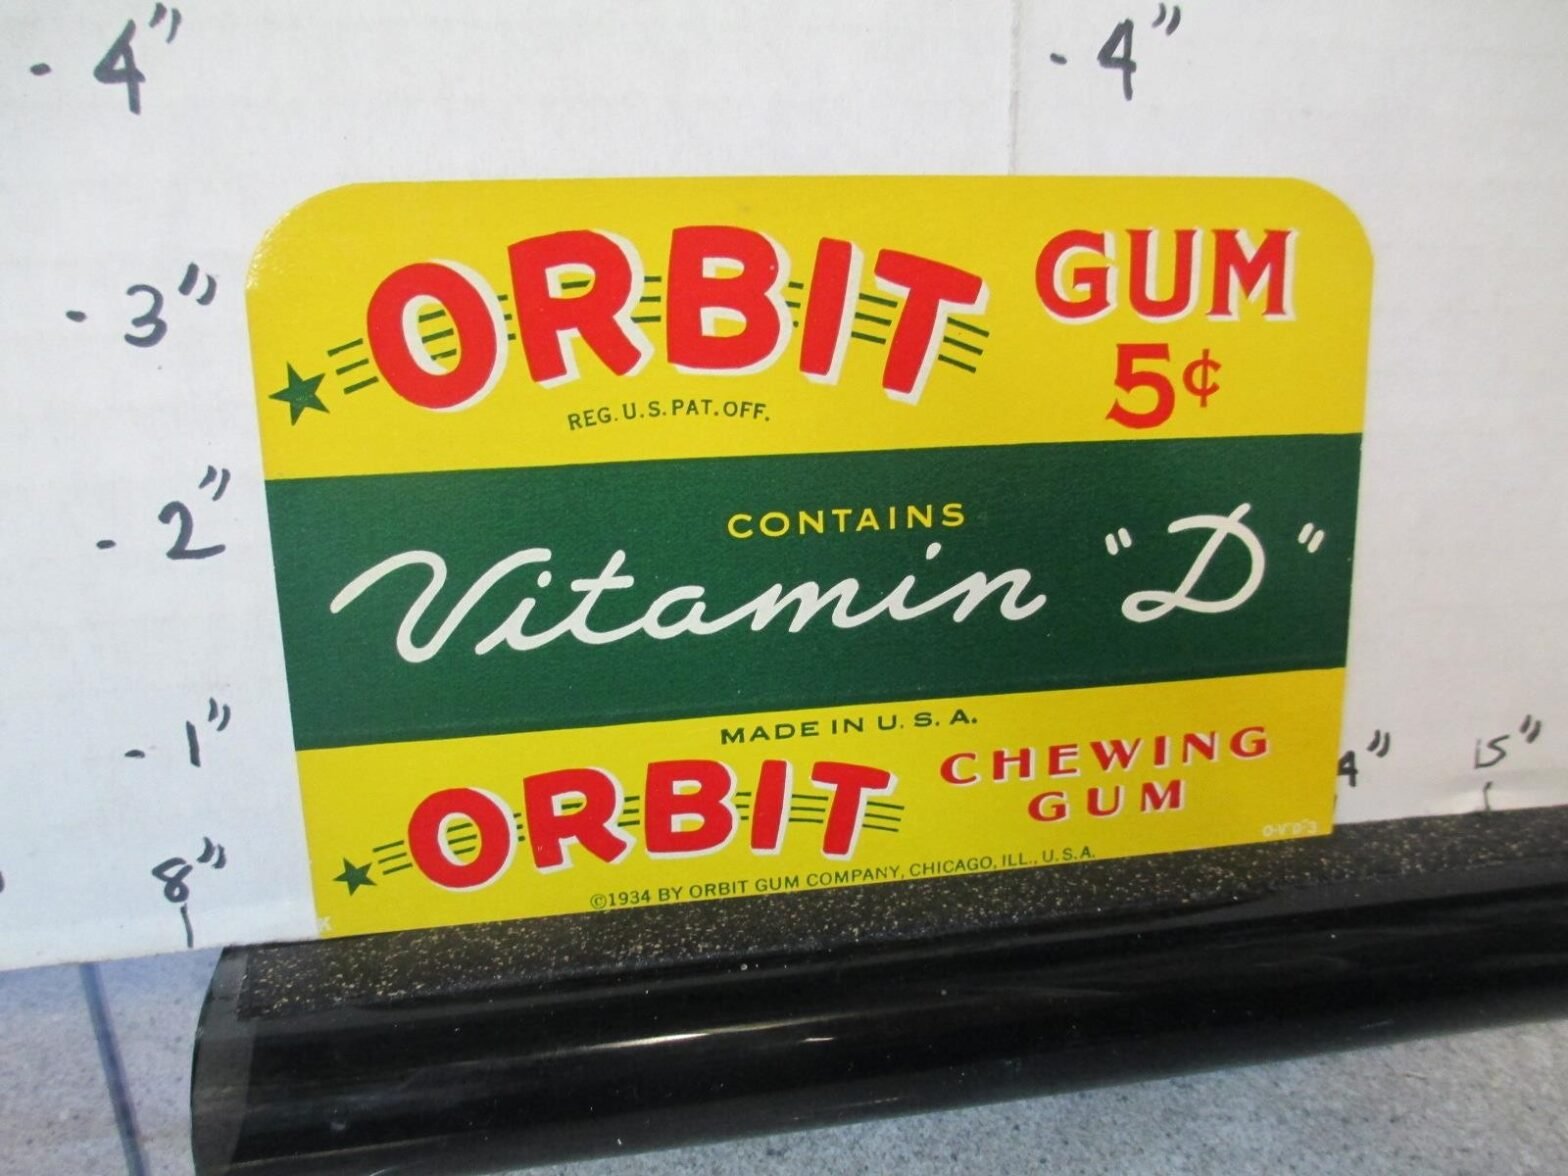 - 4"
- 4"
- 3"
- 2"
- 1"
8"
4"
15"
ORBIT GUM
5¢
REG. U.S. PAT. OFF.
CONTAINS
Vitamin "D"
MADE IN U.S.A.
ORBIT CHEWING
GUM
©1934 BY ORBIT GUM COMPANY, CHICAGO, ILL., U.S.A.